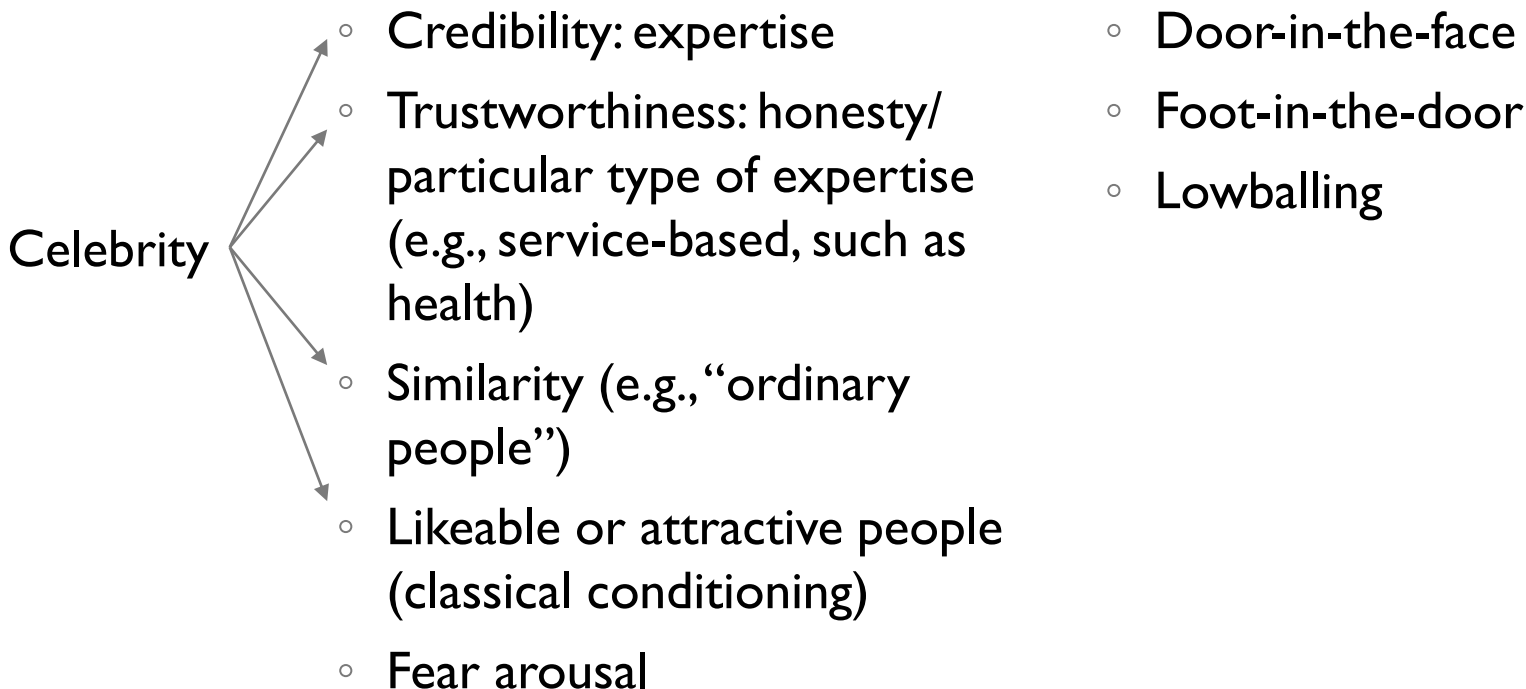 Celebrity
◦ Credibility: expertise
◦ Trustworthiness: honesty/
particular type of expertise
(e.g., service-based, such as
health)
◦ Similarity (e.g., “ordinary
people”)
◦ Likeable or attractive people
(classical conditioning)
◦ Fear arousal
◦ Door-in-the-face
◦ Foot-in-the-door
◦ Lowballing